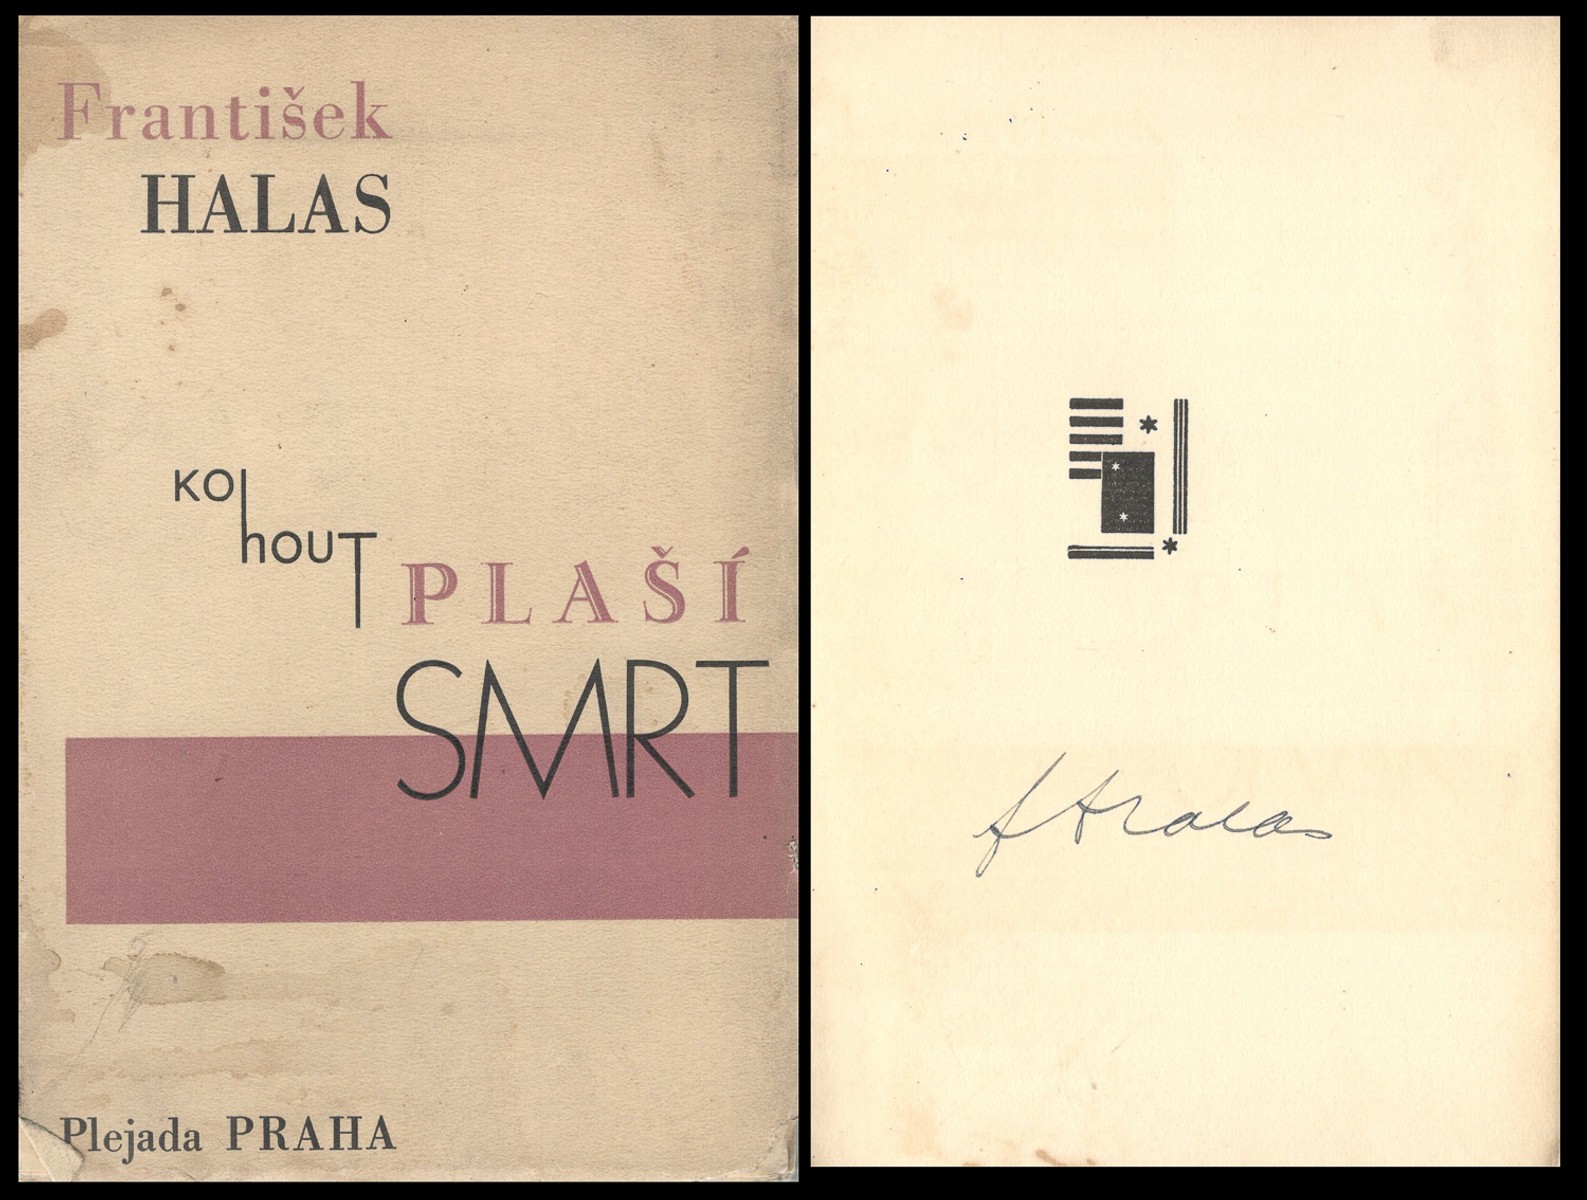 František
HALAS
KO
hOUT PLAŠÍ
SMRT
Plejada PRAHA
f Halas